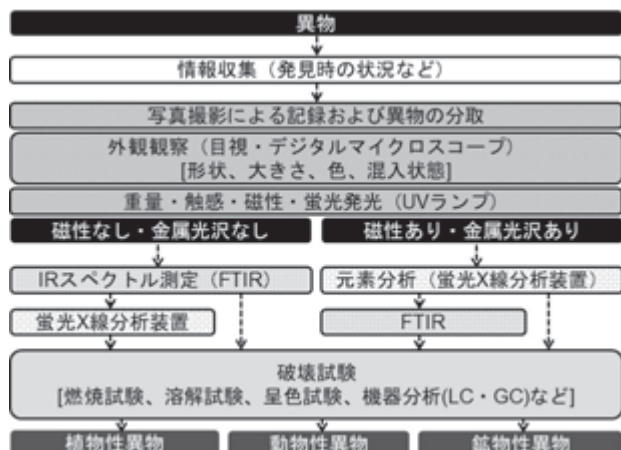 異物
情報収集（発見時の状況など）
写真撮影による記録および異物の分取
外観観察（目視・デジタルマイクロスコープ）
[形状、大きさ、色、混入状態]
重量・触感・磁性・蛍光発光（UVランプ）
磁性なし・金属光沢なし
磁性あり・金属光沢あり
IRスペクトル測定（FTIR）
元素分析（蛍光X線分析装置）
蛍光X線分析装置
FTIR
破壊試験
[燃焼試験、溶解試験、呈色試験、機器分析(LC・GC)など]
植物性異物
動物性異物
鉱物性異物